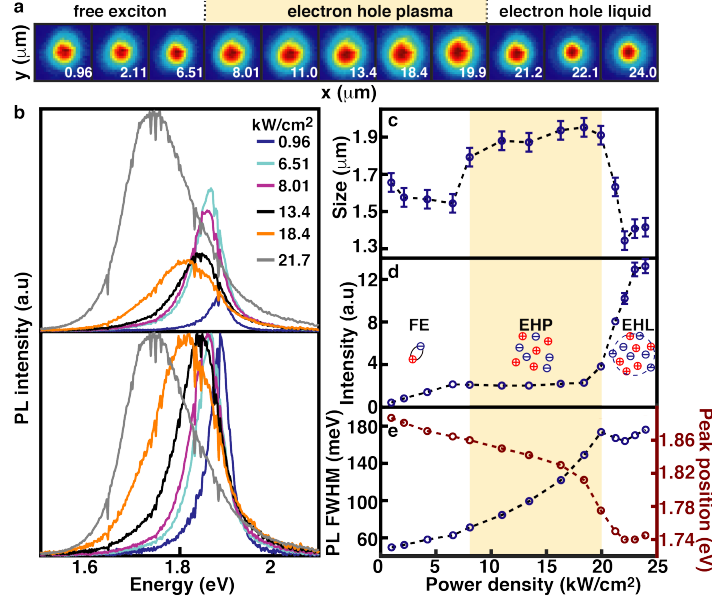 a
free exciton
electron hole plasma
electron hole liquid
y (μm)
0.96 2.11 6.51 8.01 11.0 13.4 18.4 19.9 21.2 22.1 24.0
x (μm)
b
kW/cm2
0.96
6.51
8.01
13.4
18.4
21.7
PL intensity (a.u)
1.6 1.8 2
Energy (eV)
c
Size (μm)
1.9
1.7
1.5
1.3
d
Intensity (a.u)
12
8
4
0
FE
EHP
EHL
e
PL FWHM (meV)
180
140
100
60
Peak position (eV)
1.86
1.82
1.78
1.74
0 5 10 15 20 25
Power density (kW/cm2)